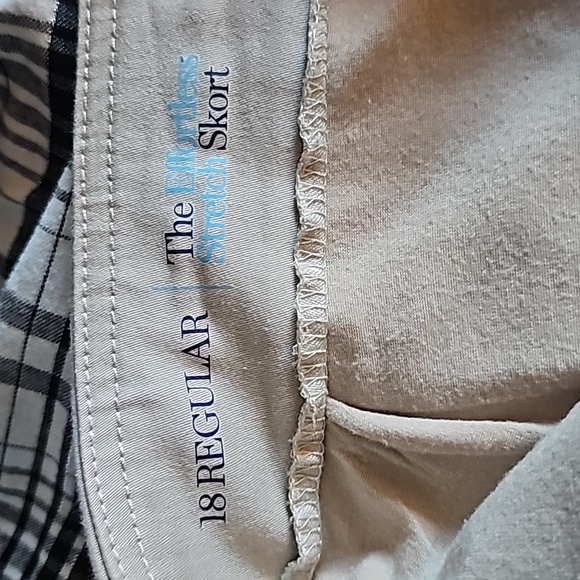 18 REGULAR | The Effortless
Stretch Skort